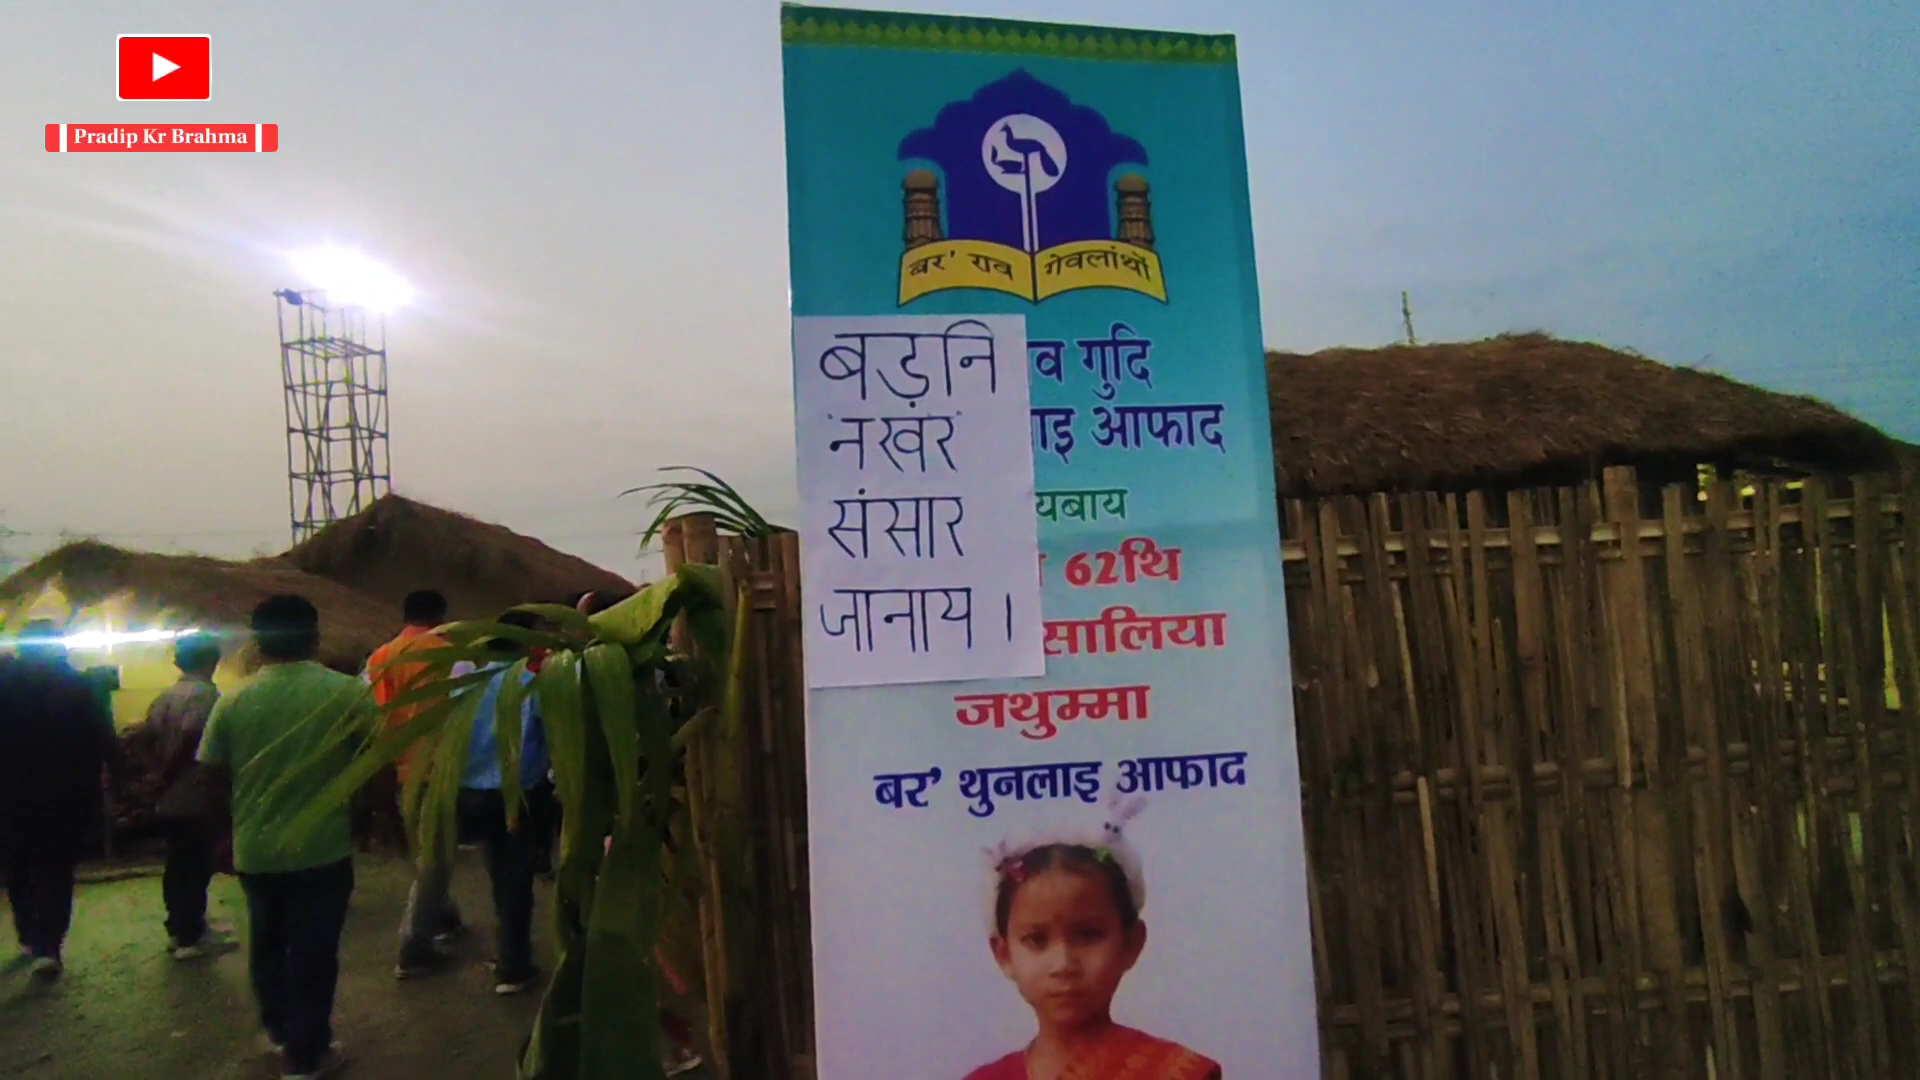 Pradip Kr Brahma
बर' राव गेवलांथों
बड़नि
नखर
संसार
जानाय ।
व गुदि
ाइ आफाद
यबाय
62थि
सालिया
जथुम्मा
बर' थुनलाइ आफाद